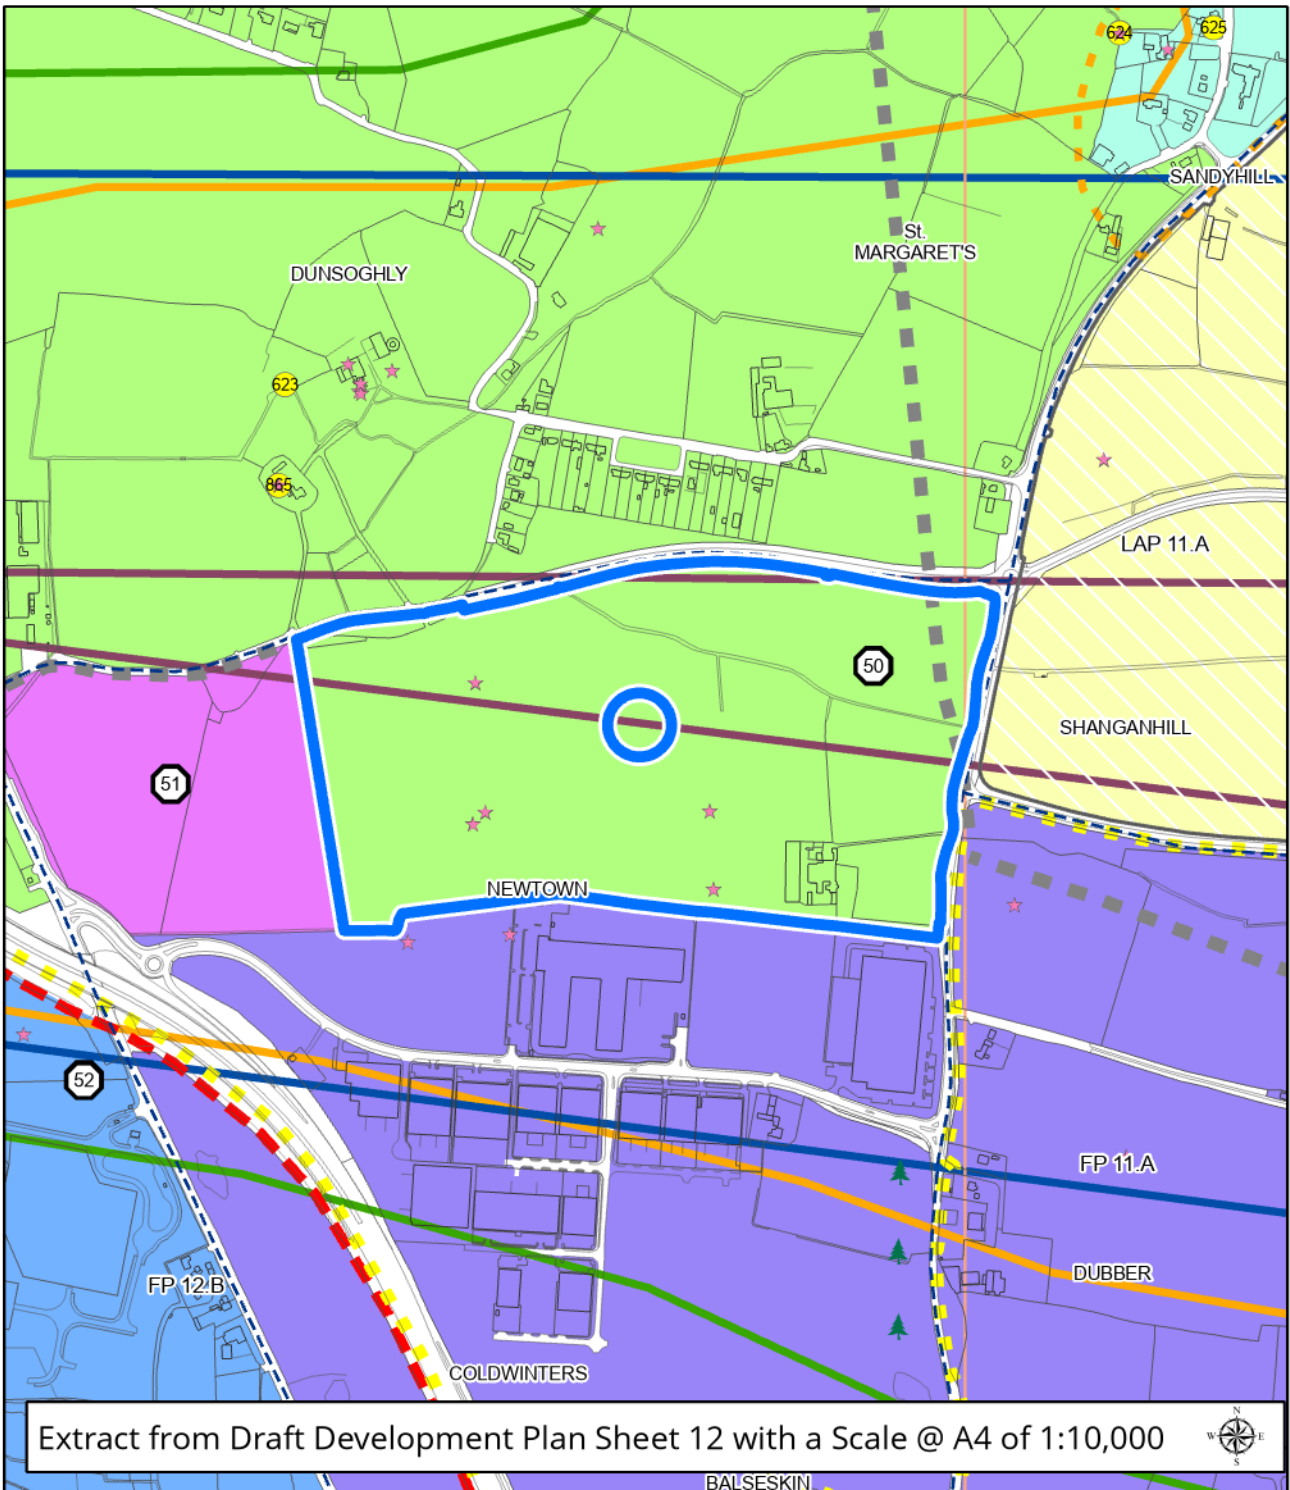 624
625
SANDYHILL
St.
MARGARET'S
DUNSOGHLY
623
865
LAP 11.A
50
SHANGANHILL
51
NEWTOWN
52
FP 11.A
DUBBER
FP 12.B
COLDWINTERS
Extract from Draft Development Plan Sheet 12 with a Scale @ A4 of 1:10,000
N
W
E
S
BALSESKIN